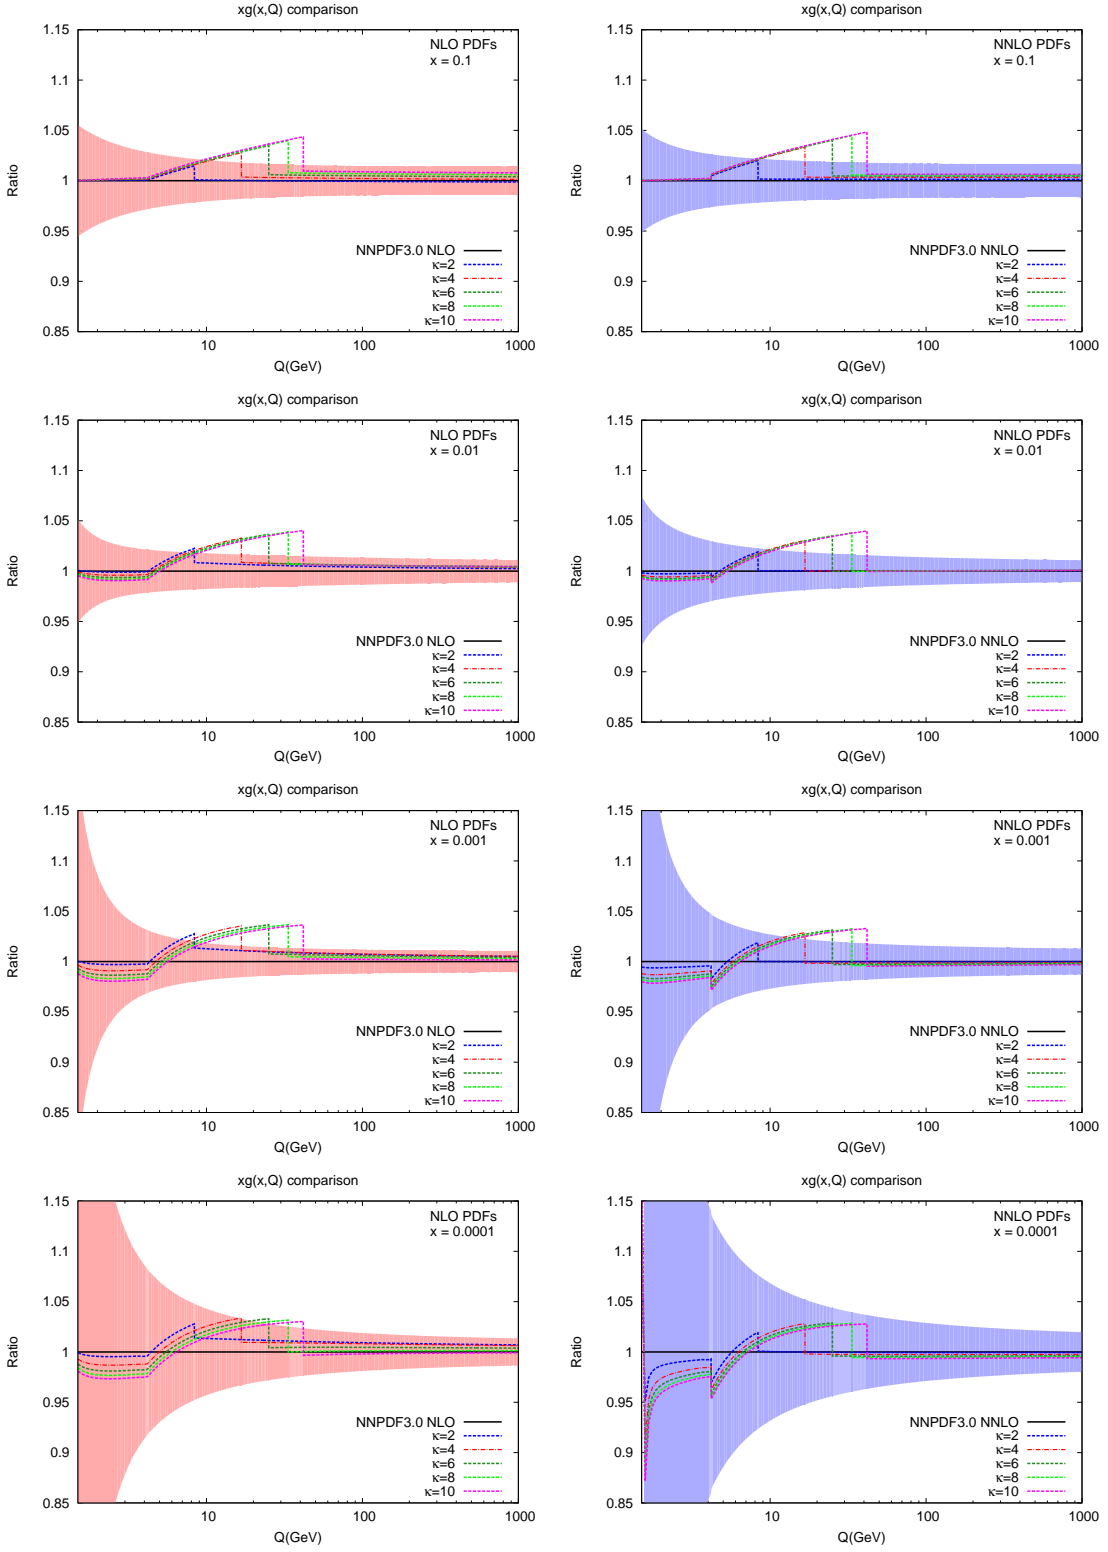 xg(x,Q) comparison
NLO PDFs
x = 0.1
1.15
1.1
1.05
1
0.95
0.9
0.85
Ratio
NNPDF3.0 NLO
κ=2
κ=4
κ=6
κ=8
κ=10
10
100
1000
Q(GeV)
xg(x,Q) comparison
NNLO PDFs
x = 0.1
1.15
1.1
1.05
1
0.95
0.9
0.85
Ratio
NNPDF3.0 NNLO
κ=2
κ=4
κ=6
κ=8
κ=10
10
100
1000
Q(GeV)
xg(x,Q) comparison
NLO PDFs
x = 0.01
1.15
1.1
1.05
1
0.95
0.9
0.85
Ratio
NNPDF3.0 NLO
κ=2
κ=4
κ=6
κ=8
κ=10
10
100
1000
Q(GeV)
xg(x,Q) comparison
NNLO PDFs
x = 0.01
1.15
1.1
1.05
1
0.95
0.9
0.85
Ratio
NNPDF3.0 NNLO
κ=2
κ=4
κ=6
κ=8
κ=10
10
100
1000
Q(GeV)
xg(x,Q) comparison
NLO PDFs
x = 0.001
1.15
1.1
1.05
1
0.95
0.9
0.85
Ratio
NNPDF3.0 NLO
κ=2
κ=4
κ=6
κ=8
κ=10
10
100
1000
Q(GeV)
xg(x,Q) comparison
NNLO PDFs
x = 0.001
1.15
1.1
1.05
1
0.95
0.9
0.85
Ratio
NNPDF3.0 NNLO
κ=2
κ=4
κ=6
κ=8
κ=10
10
100
1000
Q(GeV)
xg(x,Q) comparison
NLO PDFs
x = 0.0001
1.15
1.1
1.05
1
0.95
0.9
0.85
Ratio
NNPDF3.0 NLO
κ=2
κ=4
κ=6
κ=8
κ=10
10
100
1000
Q(GeV)
xg(x,Q) comparison
NNLO PDFs
x = 0.0001
1.15
1.1
1.05
1
0.95
0.9
0.85
Ratio
NNPDF3.0 NNLO
κ=2
κ=4
κ=6
κ=8
κ=10
10
100
1000
Q(GeV)